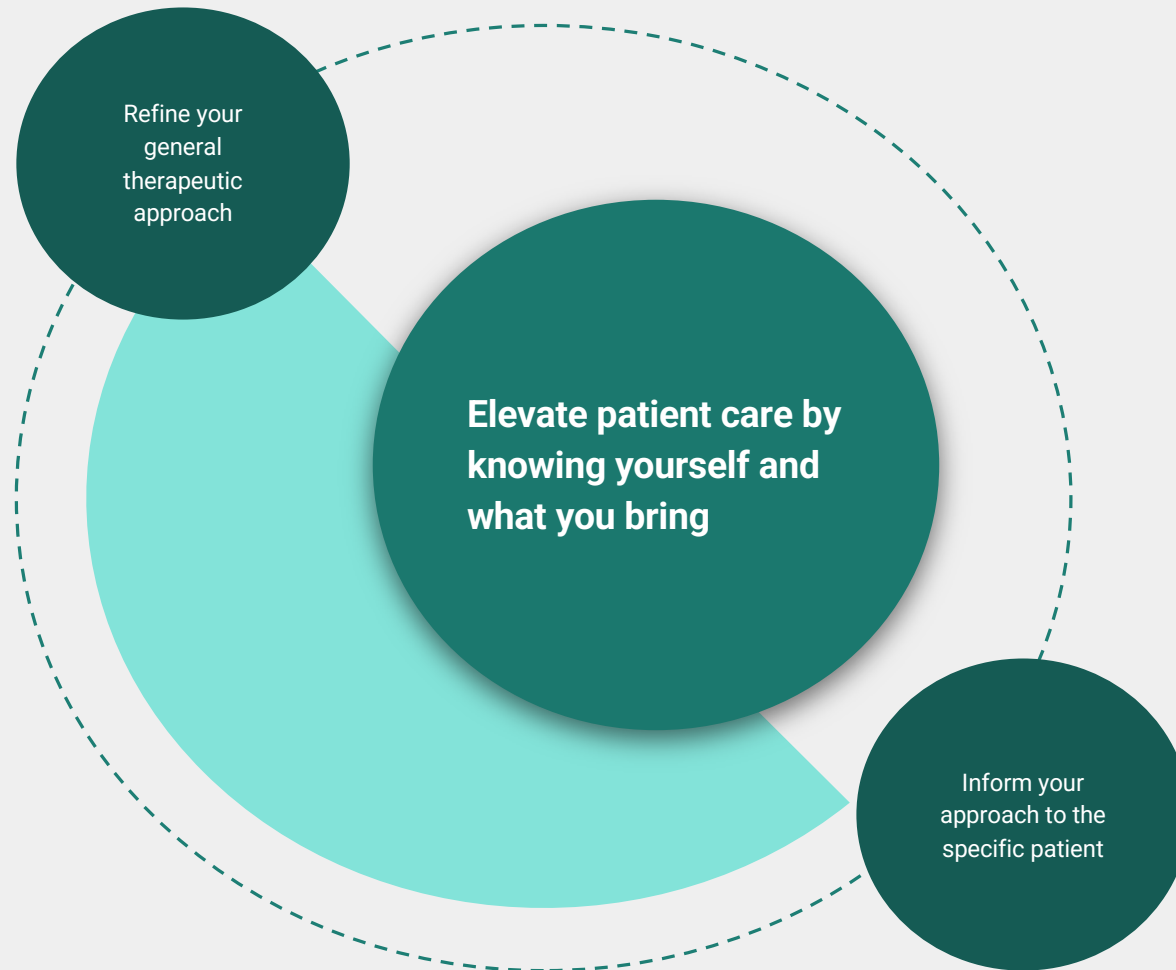 Refine your
general
therapeutic
approach
Elevate patient care by
knowing yourself and
what you bring
Inform your
approach to the
specific patient